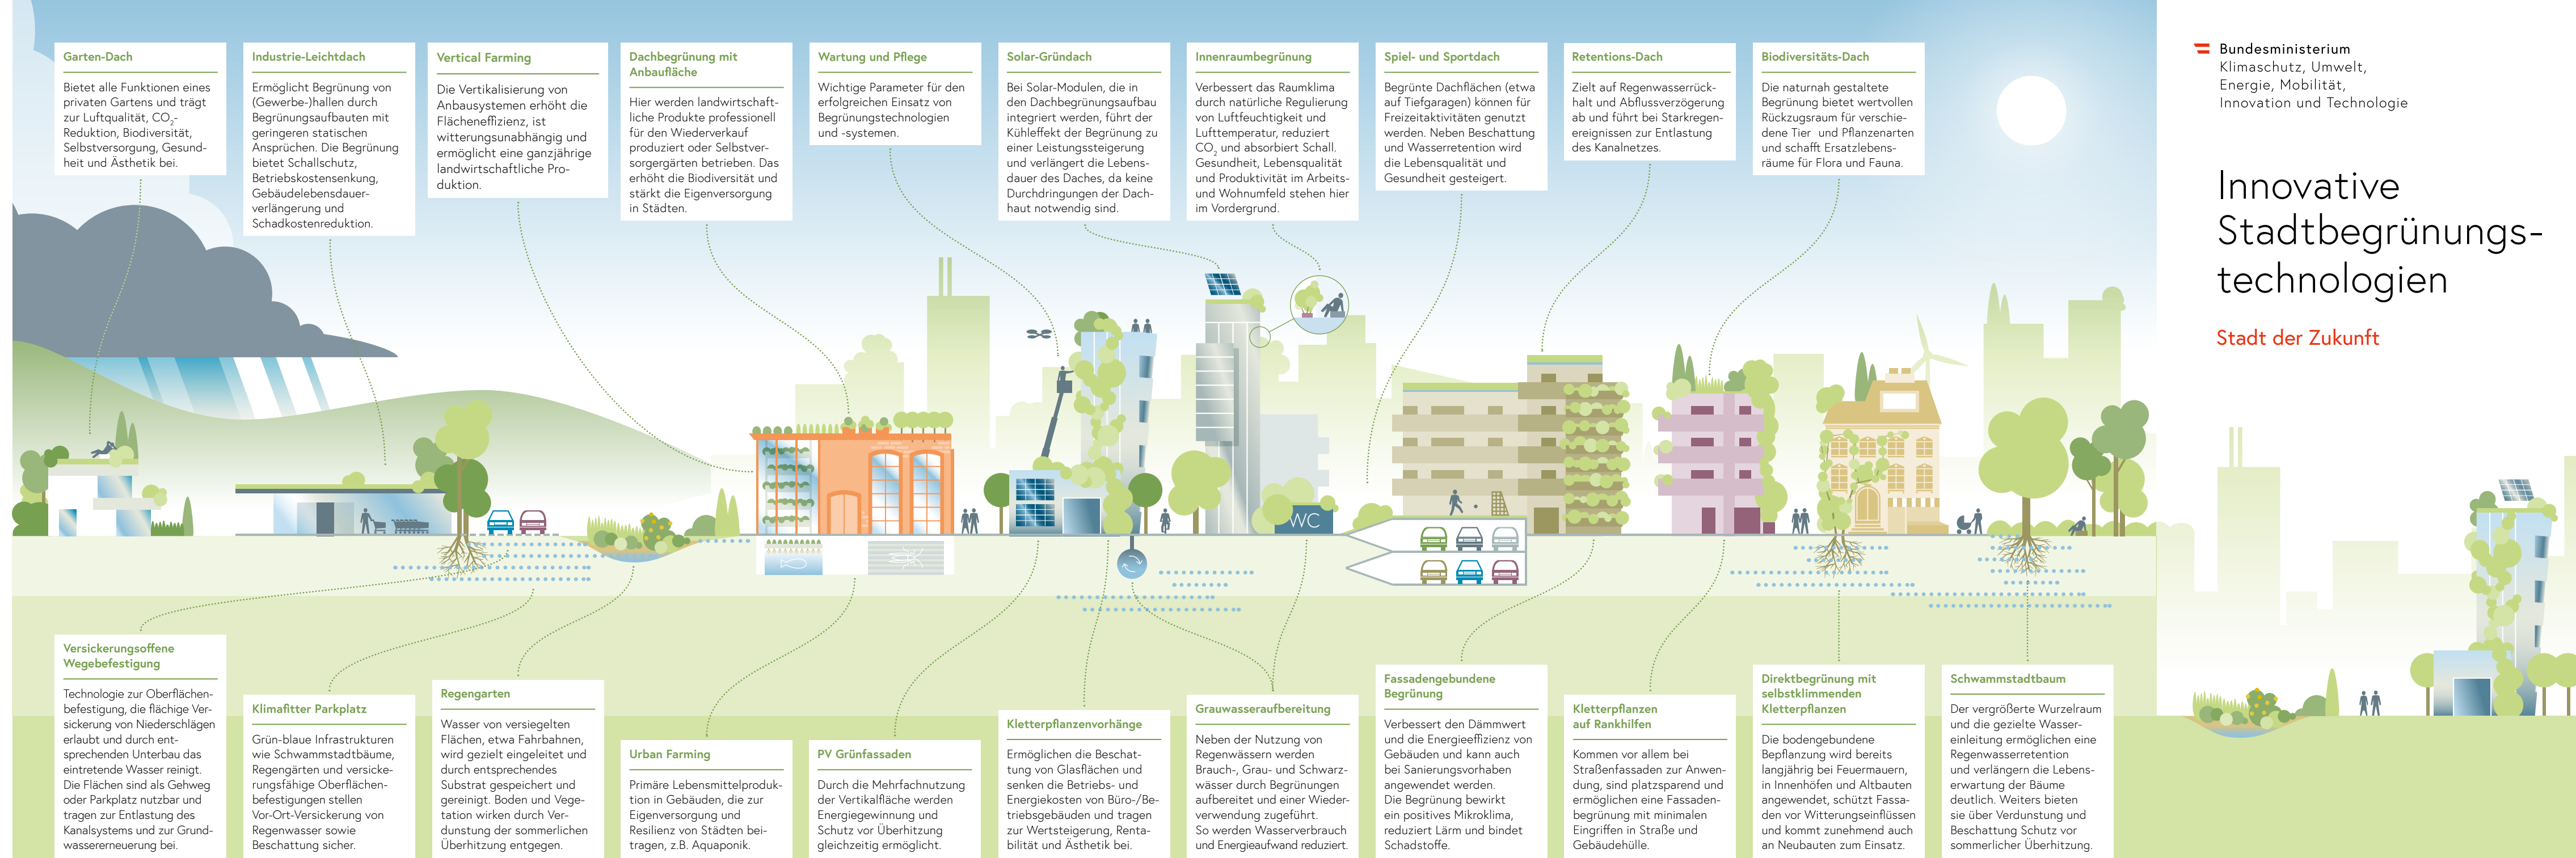 Garten-Dach
Bietet alle Funktionen eines
privaten Gartens und trägt
zur Luftqualität, CO₂-
Reduktion, Biodiversität,
Selbstversorgung, Gesund-
heit und Ästhetik bei.
Industrie-Leichtdach
Ermöglicht Begrünung von
(Gewerbe-)hallen durch
Begrünungsaufbauten mit
geringeren statischen
Ansprüchen. Die Begrünung
bietet Schallschutz,
Betriebskostensenkung,
Gebäudelebensdauer-
verlängerung und
Schadkostenreduktion.
Vertical Farming
Die Vertikalisierung von
Anbausystemen erhöht die
Flächeneffizienz, ist
witterungsunabhängig und
ermöglicht eine ganzjährige
landwirtschaftliche Pro-
duktion.
Dachbegrünung mit
Anbaufläche
Hier werden landwirtschaft-
liche Produkte professionell
für den Wiederverkauf
produziert oder Selbstver-
sorgergärten betrieben. Das
erhöht die Biodiversität und
stärkt die Eigenversorgung
in Städten.
Wartung und Pflege
Wichtige Parameter für den
erfolgreichen Einsatz von
Begrünungstechnologien
und -systemen.
Solar-Gründach
Bei Solar-Modulen, die in
den Dachbegrünungsaufbau
integriert werden, führt der
Kühleffekt der Begrünung zu
einer Leistungssteigerung
und verlängert die Lebens-
dauer des Daches, da keine
Durchdringungen der Dach-
haut notwendig sind.
Innenraumbegrünung
Verbessert das Raumklima
durch natürliche Regulierung
von Luftfeuchtigkeit und
Lufttemperatur, reduziert
CO₂ und absorbiert Schall.
Gesundheit, Lebensqualität
und Produktivität im Arbeits-
und Wohnumfeld stehen hier
im Vordergrund.
Spiel- und Sportdach
Begrünte Dachflächen (etwa
auf Tiefgaragen) können für
Freizeitaktivitäten genutzt
werden. Neben Beschattung
und Wasserretention wird
die Lebensqualität und
Gesundheit gesteigert.
Retentions-Dach
Zielt auf Regenwasserrück-
halt und Abflussverzögerung
ab und führt bei Starkregen-
ereignissen zur Entlastung
des Kanalnetzes.
Biodiversitäts-Dach
Die naturnah gestaltete
Begrünung bietet wertvollen
Rückzugsraum für verschie-
dene Tier und Pflanzenarten
und schafft Ersatzlebens-
räume für Flora und Fauna.
Bundesministerium
Klimaschutz, Umwelt,
Energie, Mobilität,
Innovation und Technologie
Innovative
Stadtbegrünungs-
technologien
Stadt der Zukunft
WC
Versickerungsoffene
Wegebefestigung
Technologie zur Oberflächen-
befestigung, die flächige Ver-
sickerung von Niederschlägen
erlaubt und durch ent-
sprechenden Unterbau das
eintretende Wasser reinigt.
Die Flächen sind als Gehweg
oder Parkplatz nutzbar und
tragen zur Entlastung des
Kanalsystems und zur Grund-
wassererneuerung bei.
Klimafitter Parkplatz
Grün-blaue Infrastrukturen
wie Schwammstadtbäume,
Regengärten und versicke-
rungsfähige Oberflächen-
befestigungen stellen
Vor-Ort-Versickerung von
Regenwasser sowie
Beschattung sicher.
Regengarten
Wasser von versiegelten
Flächen, etwa Fahrbahnen,
wird gezielt eingeleitet und
durch entsprechendes
Substrat gespeichert und
gereinigt. Boden und Vege-
tation wirken durch Ver-
dunstung der sommerlichen
Überhitzung entgegen.
Urban Farming
Primäre Lebensmittelproduk-
tion in Gebäuden, die zur
Eigenversorgung und
Resilienz von Städten bei-
tragen, z.B. Aquaponik.
PV Grünfassaden
Durch die Mehrfachnutzung
der Vertikalfläche werden
Energiegewinnung und
Schutz vor Überhitzung
gleichzeitig ermöglicht.
Kletterpflanzenvorhänge
Ermöglichen die Beschat-
tung von Glasflächen und
senken die Betriebs- und
Energiekosten von Büro-/Be-
triebsgebäuden und tragen
zur Wertsteigerung, Renta-
bilität und Ästhetik bei.
Grauwasseraufbereitung
Neben der Nutzung von
Regenwässern werden
Brauch-, Grau- und Schwarz-
wässer durch Begrünungen
aufbereitet und einer Wieder-
verwendung zugeführt.
So werden Wasserverbrauch
und Energieaufwand reduziert.
Fassadengebundene
Begrünung
Verbessert den Dämmwert
und die Energieeffizienz von
Gebäuden und kann auch
bei Sanierungsvorhaben
angewendet werden.
Die Begrünung bewirkt
ein positives Mikroklima,
reduziert Lärm und bindet
Schadstoffe.
Kletterpflanzen
auf Rankhilfen
Kommen vor allem bei
Straßenfassaden zur Anwen-
dung, sind platzsparend und
ermöglichen eine Fassaden-
begrünung mit minimalen
Eingriffen in Straße und
Gebäudehülle.
Direktbegrünung mit
selbstklimmenden
Kletterpflanzen
Die bodengebundene
Bepflanzung wird bereits
langjährig bei Feuermauern,
in Innenhöfen und Altbauten
angewendet, schützt Fassa-
den vor Witterungseinflüssen
und kommt zunehmend auch
an Neubauten zum Einsatz.
Schwammstadtbaum
Der vergrößerte Wurzelraum
und die gezielte Wasser-
einleitung ermöglichen eine
Regenwasserretention
und verlängern die Lebens-
erwartung der Bäume
deutlich. Weiters bieten
sie über Verdunstung und
Beschattung Schutz vor
sommerlicher Überhitzung.